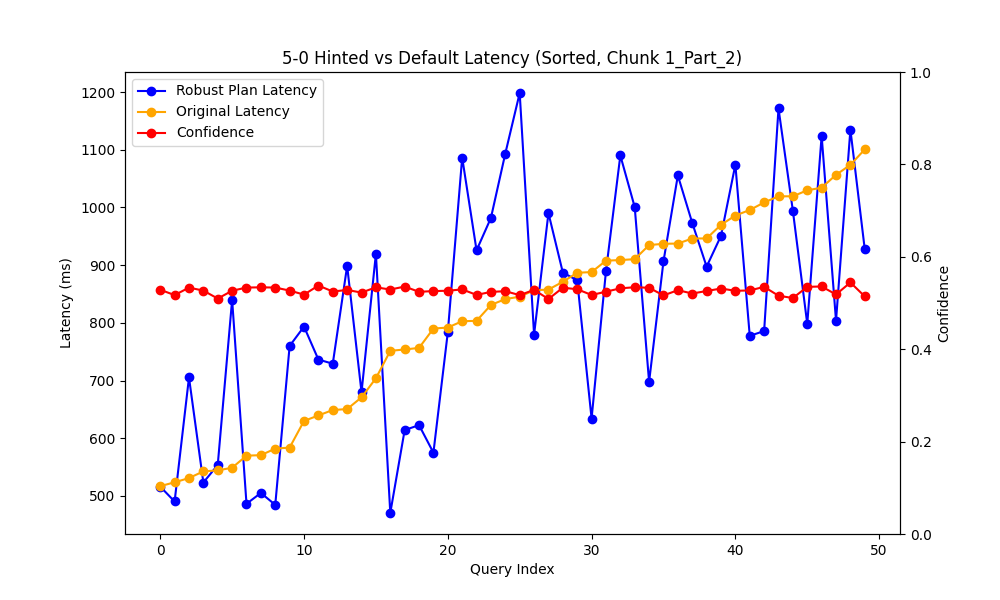 5-0 Hinted vs Default Latency (Sorted, Chunk 1_Part_2)
Robust Plan Latency
Original Latency
Confidence
1200
1100
1000
900
800
700
600
500
Latency (ms)
1.0
0.8
0.6
0.4
0.2
0.0
Confidence
0
10
20
30
40
50
Query Index